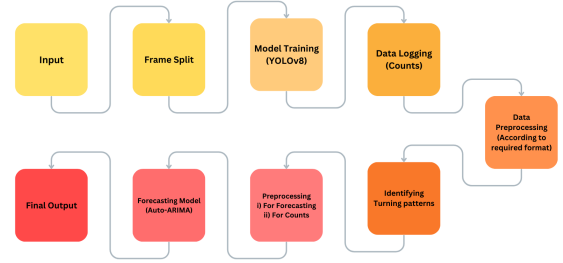 Input
Frame Split
Model Training
(YOLOv8)
Data Logging
(Counts)
Data
Preprocessing
(According to
required format)
Identifying
Turning patterns
Preprocessing
i) For Forecasting
ii) For Counts
Forecasting Model
(Auto-ARIMA)
Final Output